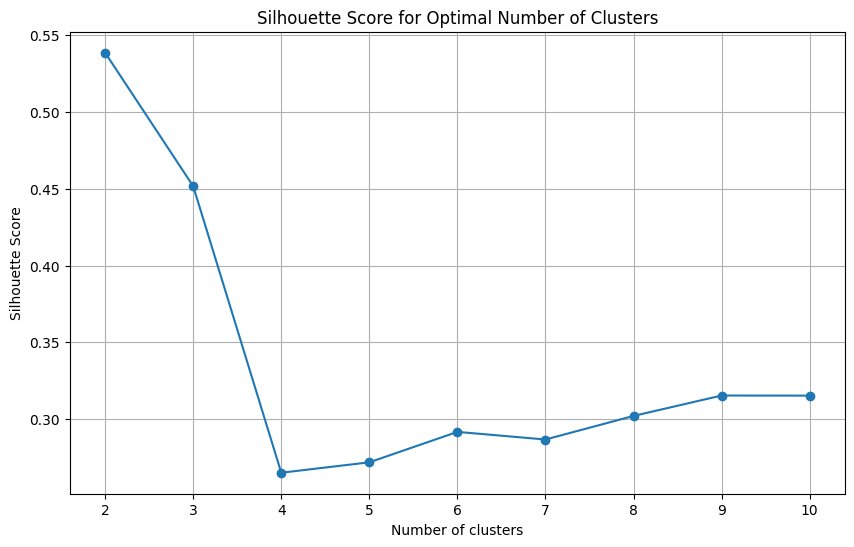 Silhouette Score for Optimal Number of Clusters
0.55
0.50
0.45
0.40
0.35
0.30
Silhouette Score
2 3 4 5 6 7 8 9 10
Number of clusters